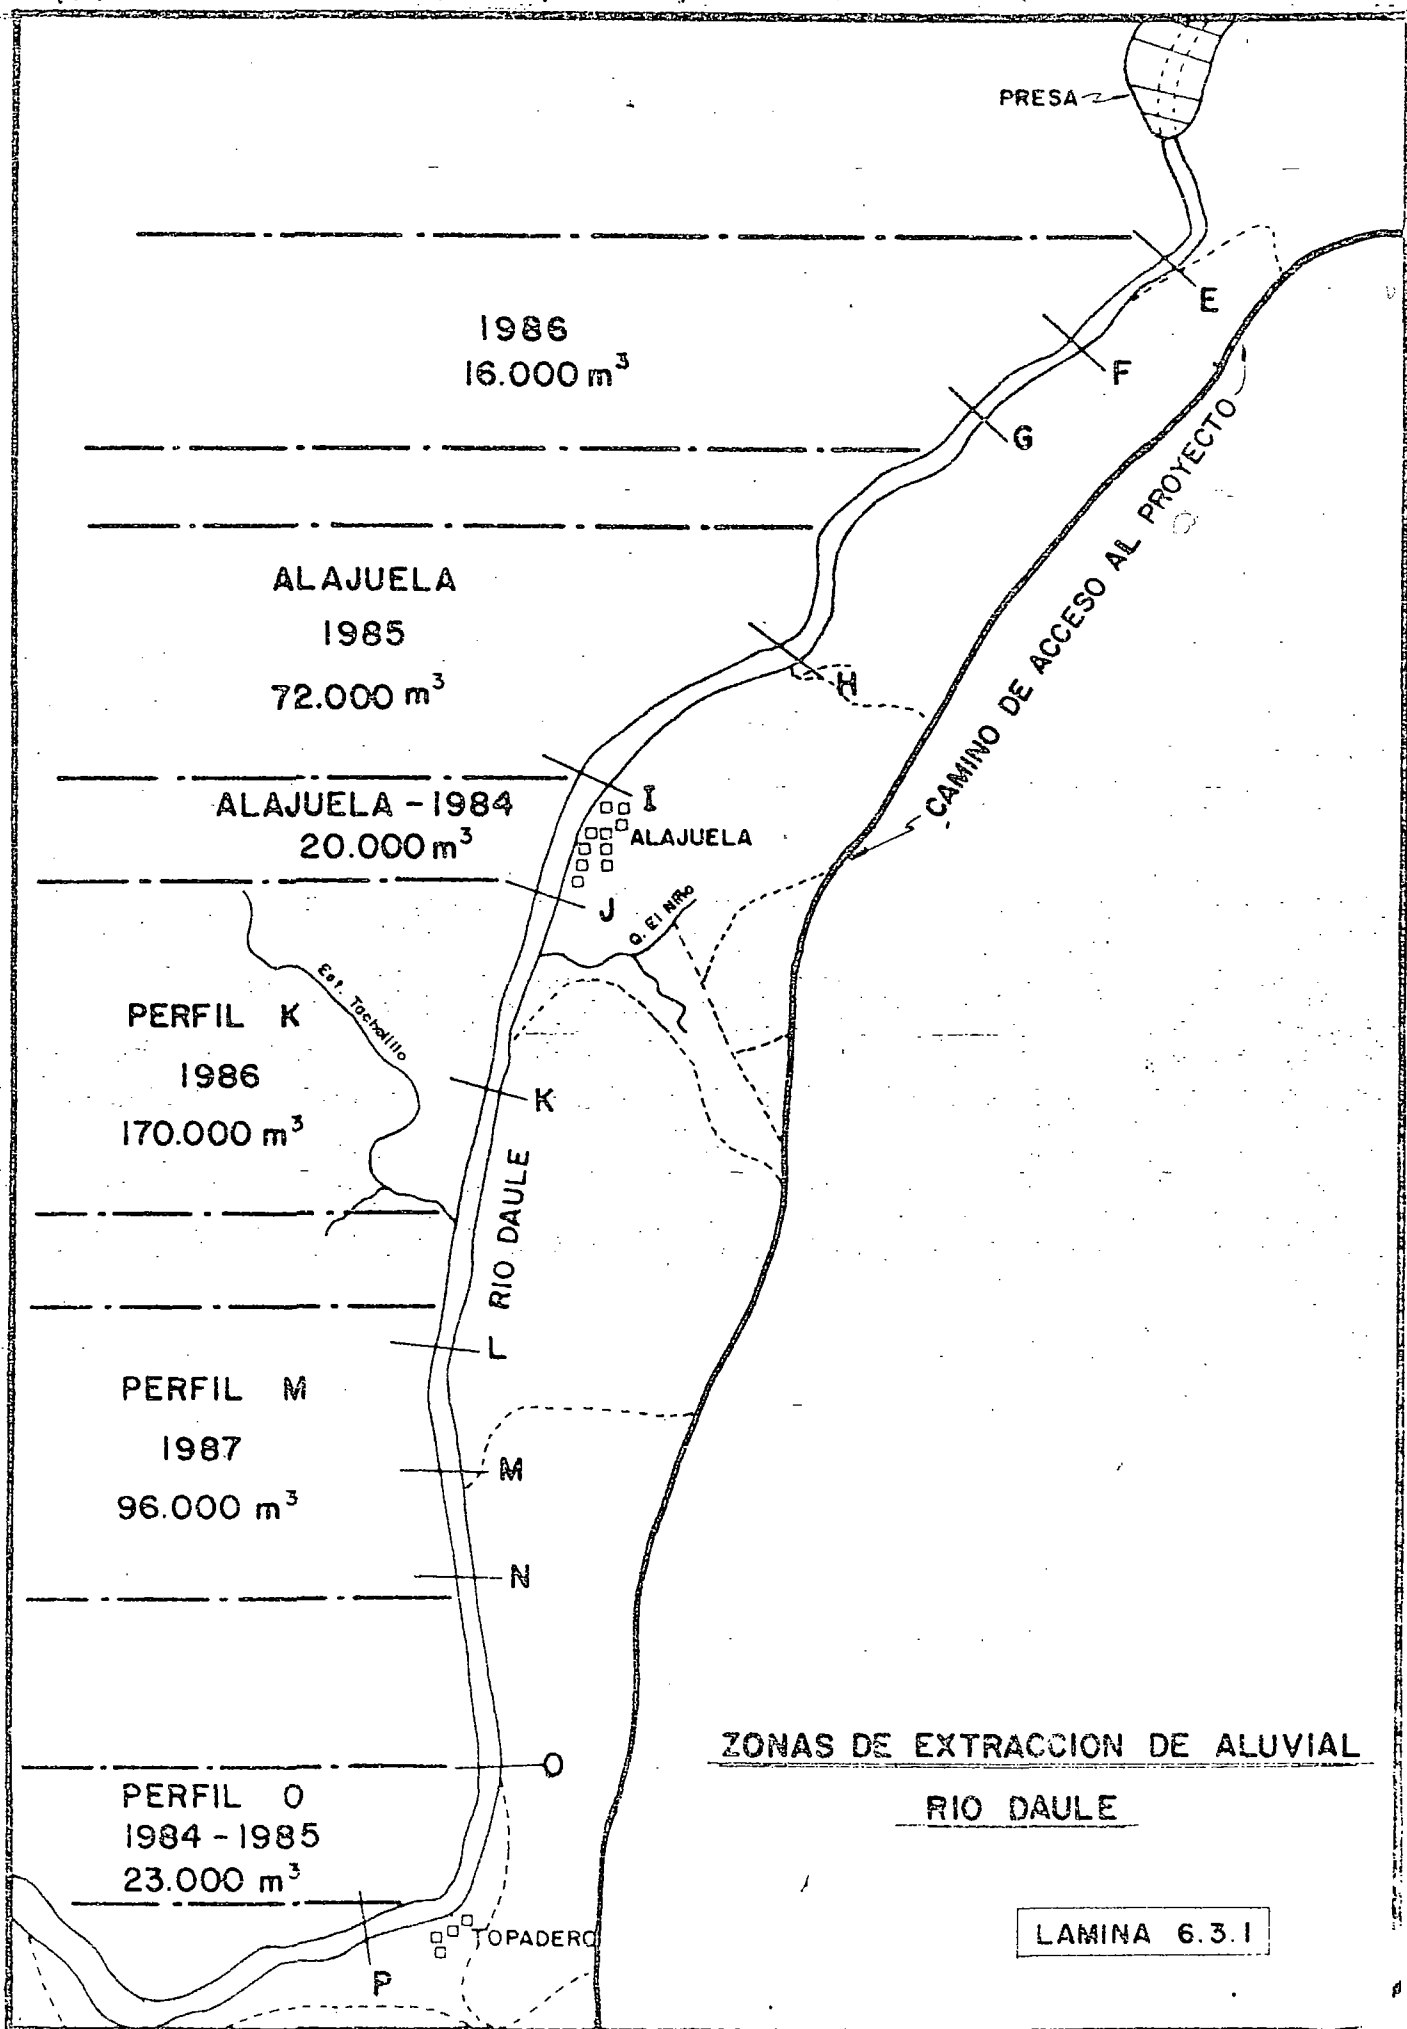 PRESA
E
1986
16.000 m³
F
G
CAMINO DE ACCESO AL PROYECTO
ALAJUELA
1985
72.000 m³
H
ALAJUELA - 1984
20.000 m³
I
ALAJUELA
J
Q. El Niño
Est. Tachollillo
PERFIL K
1986
170.000 m³
K
RIO DAULE
L
PERFIL M
1987
96.000 m³
M
N
ZONAS DE EXTRACCION DE ALUVIAL
RIO DAULE
O
PERFIL O
1984 - 1985
23.000 m³
TOPADERO
P
LAMINA 6.3.1